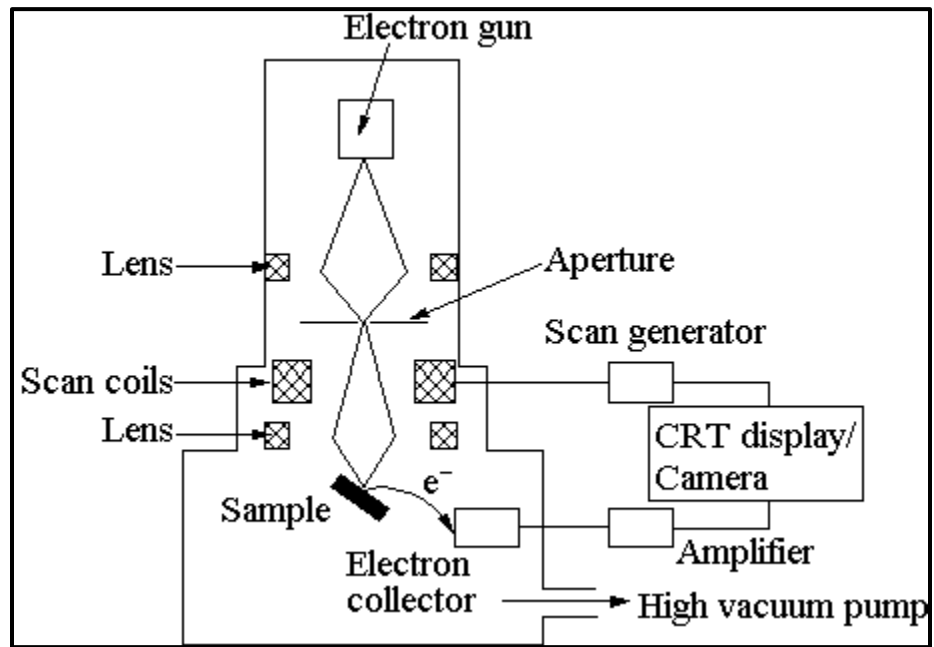 Electron gun
Lens
Aperture
Scan generator
Scan coils
Lens
CRT display/
Camera
e⁻
Sample
Amplifier
Electron
collector
High vacuum pump